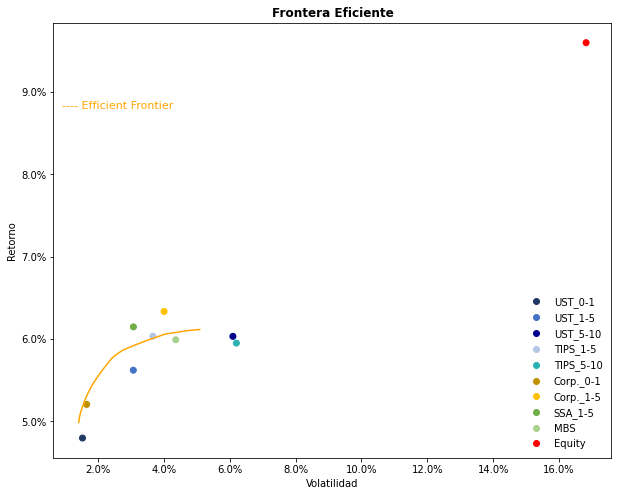 Frontera Eficiente
9.0%
---- Efficient Frontier
8.0%
7.0%
Retorno
6.0%
5.0%
UST_0-1
UST_1-5
UST_5-10
TIPS_1-5
TIPS_5-10
Corp._0-1
Corp._1-5
SSA_1-5
MBS
Equity
2.0% 4.0% 6.0% 8.0% 10.0% 12.0% 14.0% 16.0%
Volatilidad